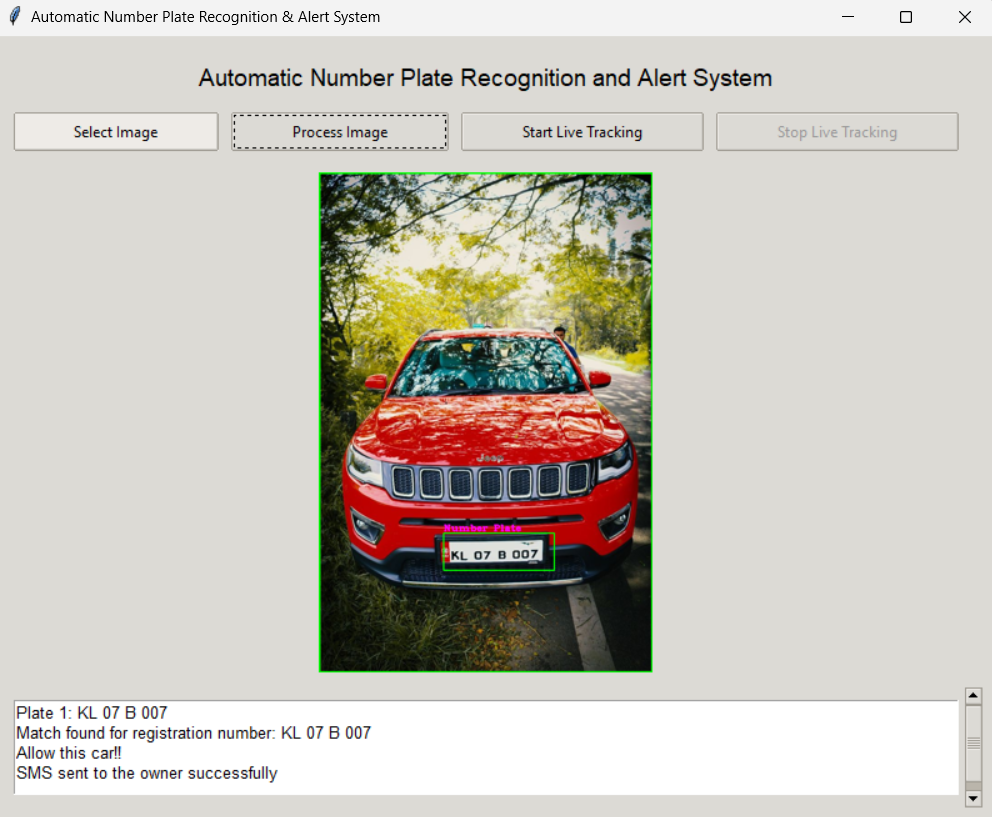 Automatic Number Plate Recognition & Alert System
Automatic Number Plate Recognition and Alert System
Select Image
Process Image
Start Live Tracking
Stop Live Tracking
Jeep
Number Plate
KL 07 B 007
Plate 1: KL 07 B 007
Match found for registration number: KL 07 B 007
Allow this car!!
SMS sent to the owner successfully